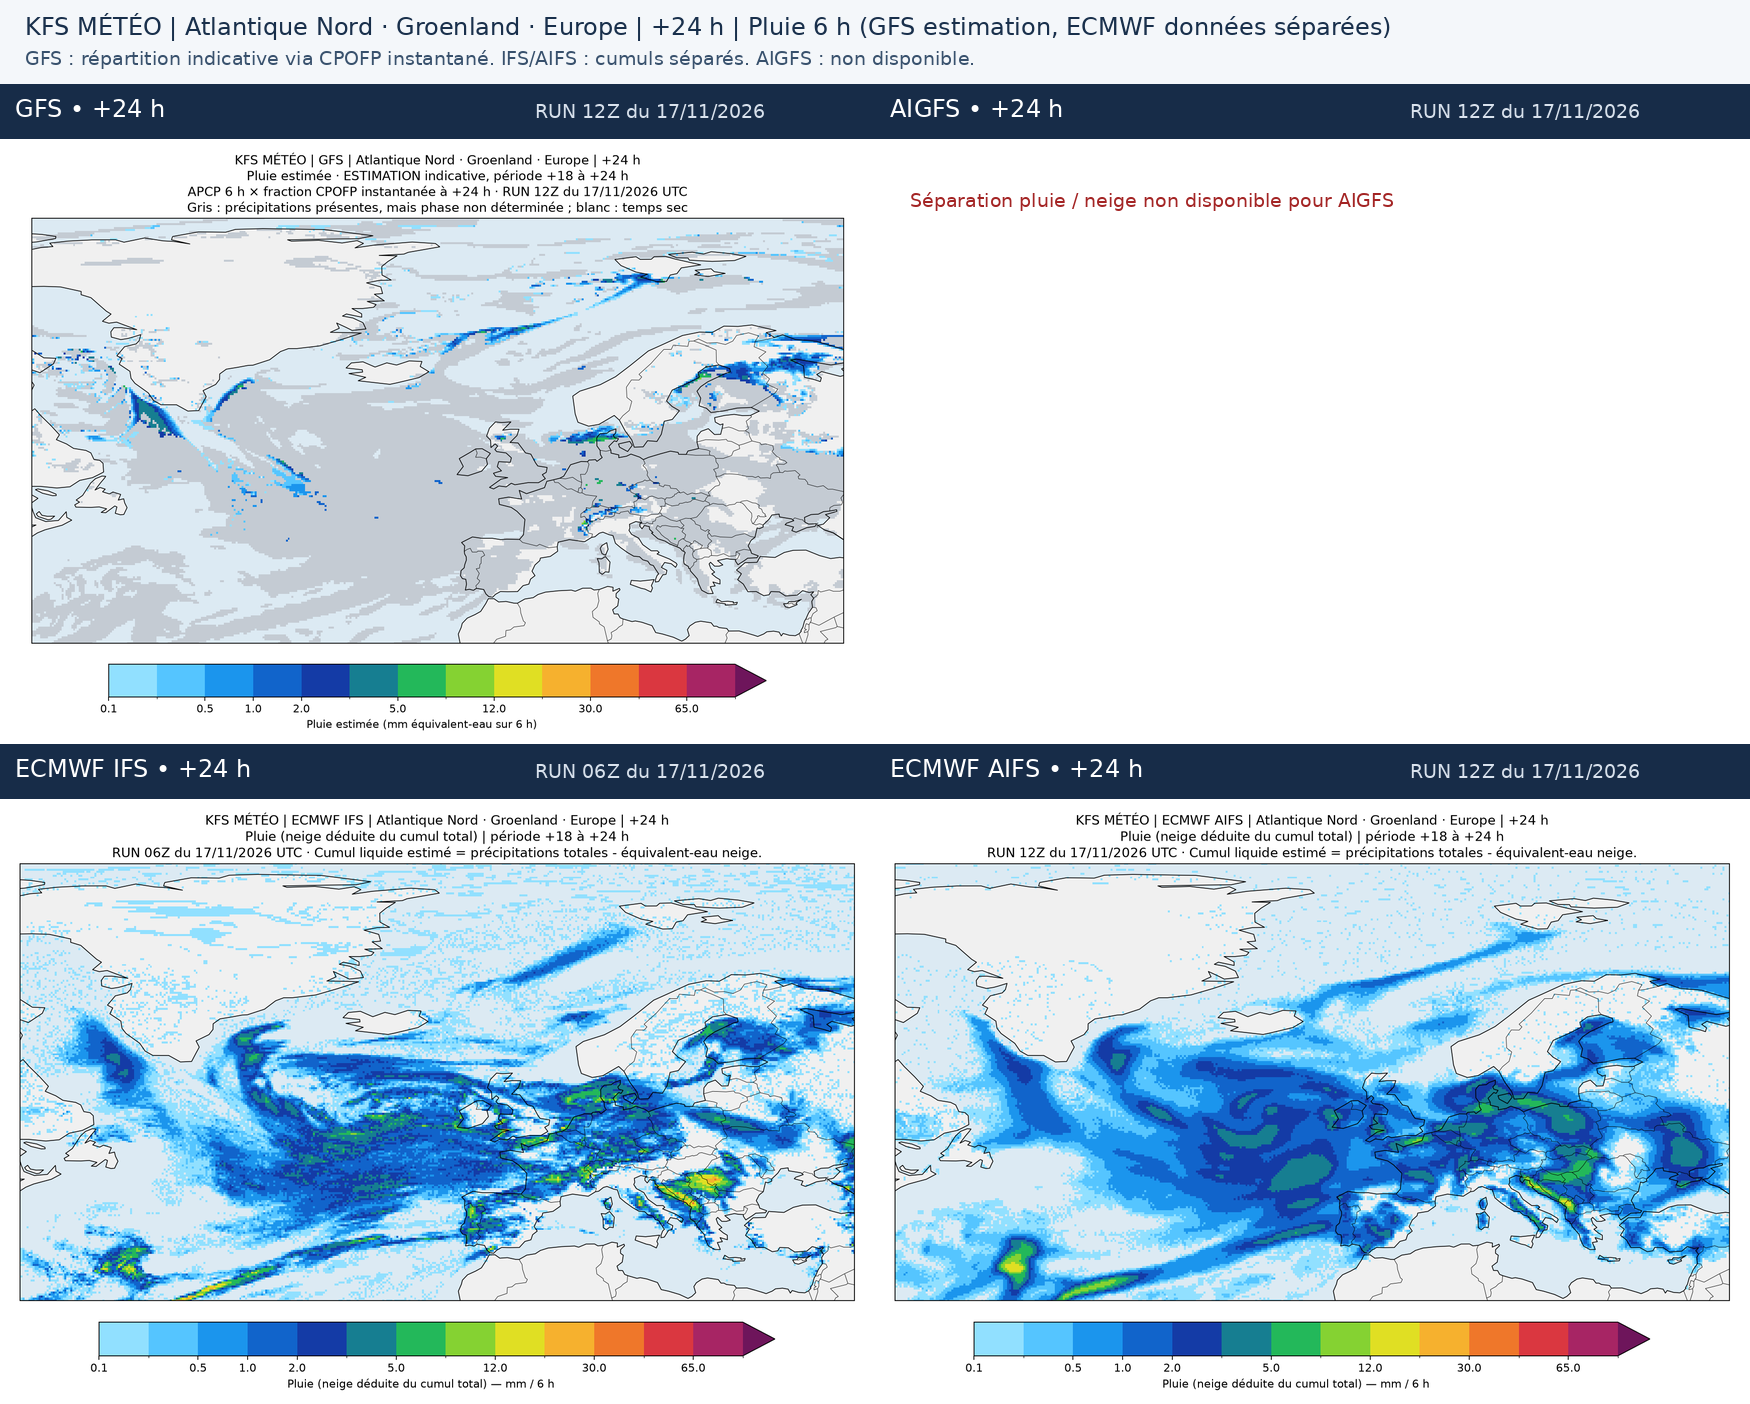 KFS MÉTÉO | Atlantique Nord · Groenland · Europe | +24 h | Pluie 6 h (GFS estimation, ECMWF données séparées)
GFS : répartition indicative via CPOFP instantané. IFS/AIFS : cumuls séparés. AIGFS : non disponible.
GFS • +24 h
RUN 12Z du 17/11/2026
AIGFS • +24 h
RUN 12Z du 17/11/2026
KFS MÉTÉO | GFS | Atlantique Nord · Groenland · Europe | +24 h
Pluie estimée · ESTIMATION indicative, période +18 à +24 h
APCP 6 h × fraction CPOFP instantanée à +24 h · RUN 12Z du 17/11/2026 UTC
Gris : précipitations présentes, mais phase non déterminée ; blanc : temps sec
Séparation pluie / neige non disponible pour AIGFS
0.1 0.5 1.0 2.0 5.0 12.0 30.0 65.0
Pluie estimée (mm équivalent-eau sur 6 h)
ECMWF IFS • +24 h
RUN 06Z du 17/11/2026
ECMWF AIFS • +24 h
RUN 12Z du 17/11/2026
KFS MÉTÉO | ECMWF IFS | Atlantique Nord · Groenland · Europe | +24 h
Pluie (neige déduite du cumul total) | période +18 à +24 h
RUN 06Z du 17/11/2026 UTC · Cumul liquide estimé = précipitations totales - équivalent-eau neige.
0.1 0.5 1.0 2.0 5.0 12.0 30.0 65.0
Pluie (neige déduite du cumul total) — mm / 6 h
KFS MÉTÉO | ECMWF AIFS | Atlantique Nord · Groenland · Europe | +24 h
Pluie (neige déduite du cumul total) | période +18 à +24 h
RUN 12Z du 17/11/2026 UTC · Cumul liquide estimé = précipitations totales - équivalent-eau neige.
0.1 0.5 1.0 2.0 5.0 12.0 30.0 65.0
Pluie (neige déduite du cumul total) — mm / 6 h